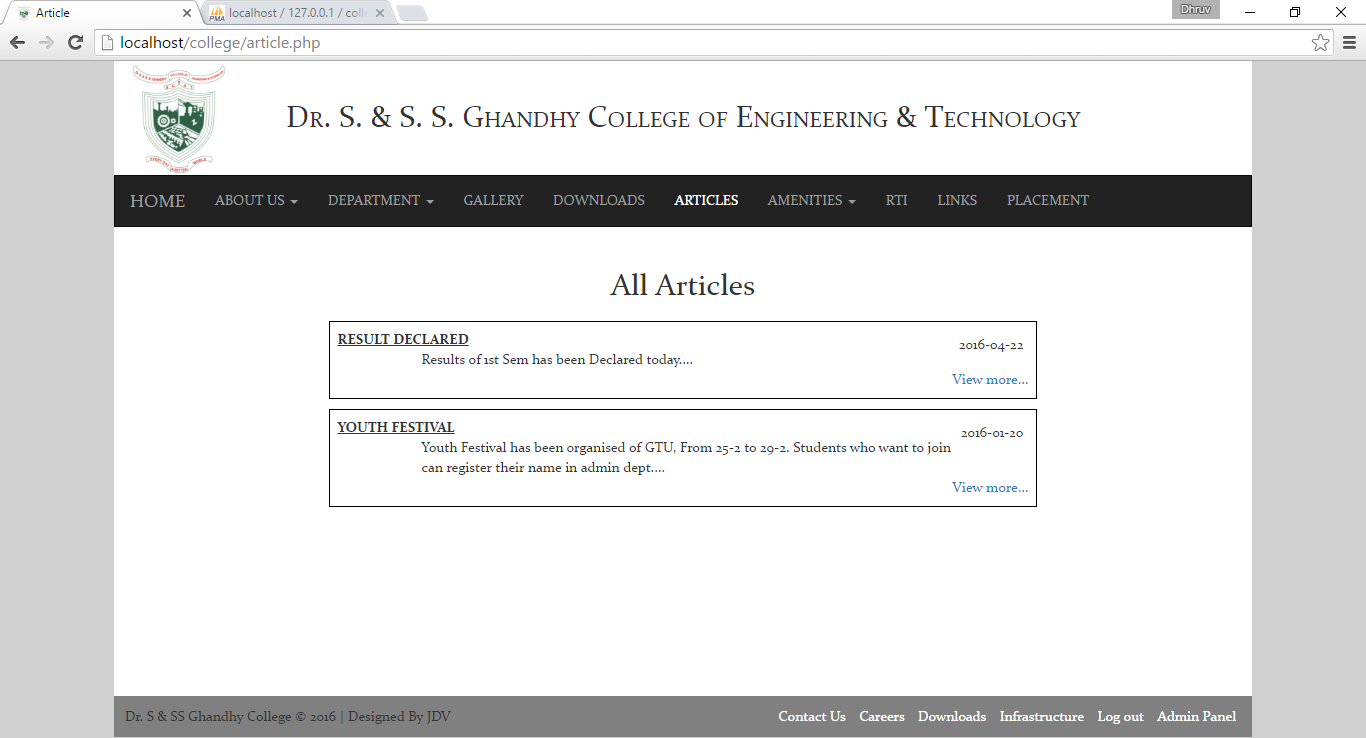 Article
localhost / 127.0.0.1 / coll
Dhruv
localhost/college/article.php
DR. S. & S. S. GHANDHY COLLEGE OF ENGINEERING & TECHNOLOGY
HOME ABOUT US DEPARTMENT GALLERY DOWNLOADS ARTICLES AMENITIES RTI LINKS PLACEMENT
All Articles
RESULT DECLARED
2016-04-22
Results of 1st Sem has been Declared today....
View more...
YOUTH FESTIVAL
2016-01-20
Youth Festival has been organised of GTU, From 25-2 to 29-2. Students who want to join
can register their name in admin dept....
View more...
Dr. S & SS Ghandhy College © 2016 | Designed By JDV
Contact Us Careers Downloads Infrastructure Log out Admin Panel